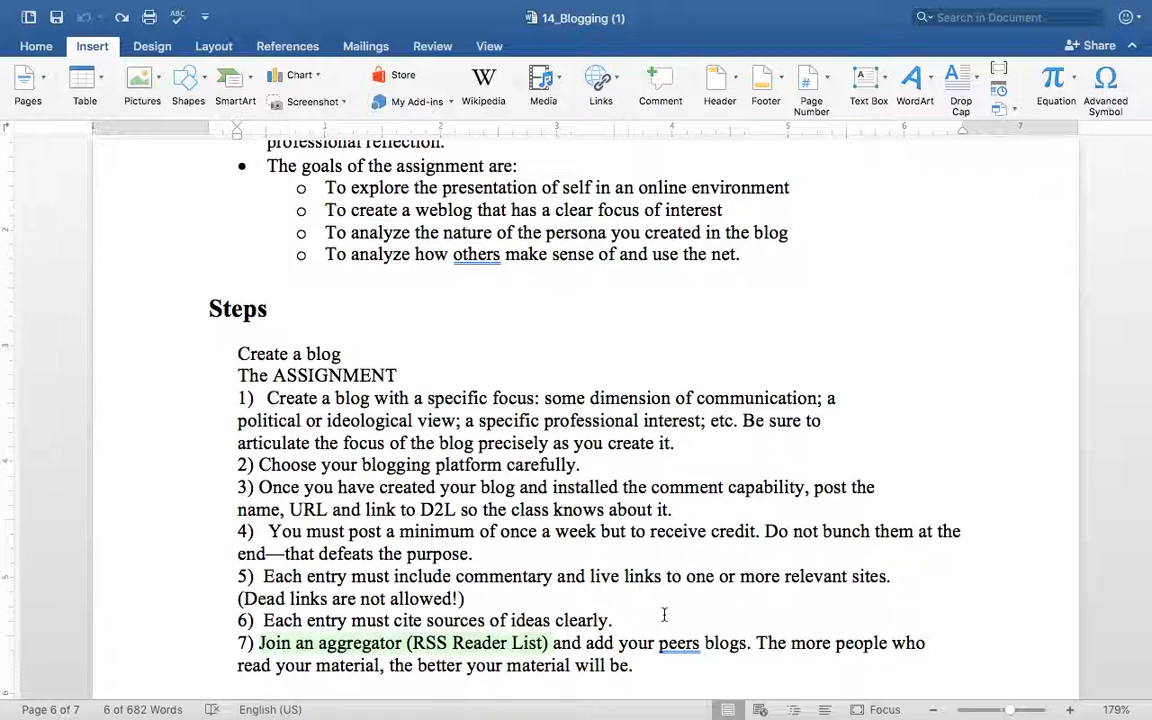 14_Blogging (1)
Search in Document
Home Insert Design Layout References Mailings Review View
Share
Pages Table Pictures Shapes SmartArt Chart Screenshot Store My Add-ins Wikipedia Media Links Comment Header Footer Page Number Text Box WordArt Drop Cap Equation Advanced Symbol
1 2 3 4 5 6 7
professional reflection.
• The goals of the assignment are:
o To explore the presentation of self in an online environment
o To create a weblog that has a clear focus of interest
o To analyze the nature of the persona you created in the blog
o To analyze how others make sense of and use the net.
Steps
Create a blog
The ASSIGNMENT
1) Create a blog with a specific focus: some dimension of communication; a
political or ideological view; a specific professional interest; etc. Be sure to
articulate the focus of the blog precisely as you create it.
2) Choose your blogging platform carefully.
3) Once you have created your blog and installed the comment capability, post the
name, URL and link to D2L so the class knows about it.
4) You must post a minimum of once a week but to receive credit. Do not bunch them at the
end—that defeats the purpose.
5) Each entry must include commentary and live links to one or more relevant sites.
(Dead links are not allowed!)
6) Each entry must cite sources of ideas clearly.
7) Join an aggregator (RSS Reader List) and add your peers blogs. The more people who
read your material, the better your material will be.
Page 6 of 7 6 of 682 Words English (US) Focus 179%